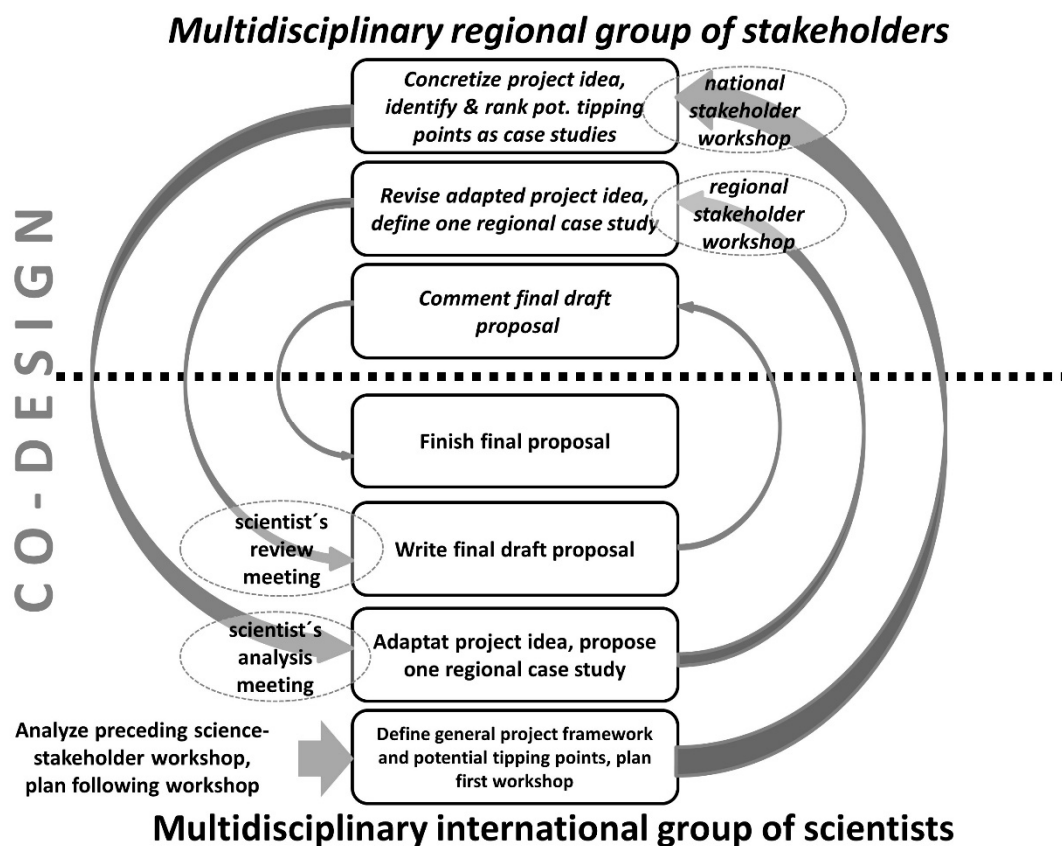 Multidisciplinary regional group of stakeholders
Concretize project idea,
identify & rank pot. tipping
points as case studies
national
stakeholder
workshop
Revise adapted project idea,
define one regional case study
regional
stakeholder
workshop
Comment final draft
proposal
CO-DESIGN
Finish final proposal
scientist´s
review
meeting
Write final draft proposal
scientist´s
analysis
meeting
Adaptat project idea, propose
one regional case study
Analyze preceding science-
stakeholder workshop,
plan following workshop
Define general project framework
and potential tipping points, plan
first workshop
Multidisciplinary international group of scientists